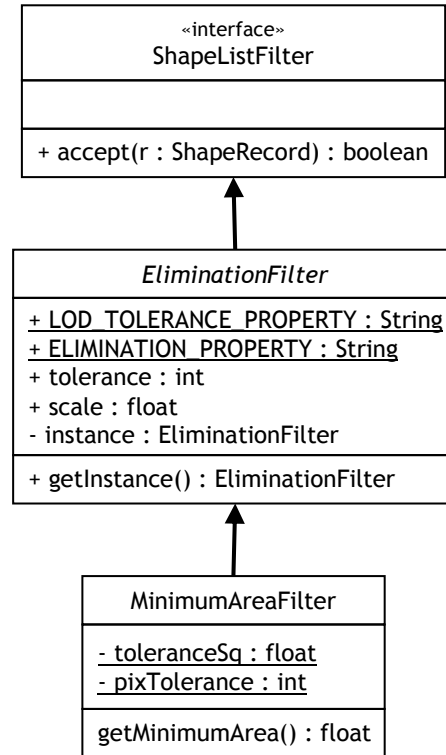 «interface»
ShapeListFilter
+ accept(r : ShapeRecord) : boolean
EliminationFilter
+ LOD_TOLERANCE_PROPERTY : String
+ ELIMINATION_PROPERTY : String
+ tolerance : int
+ scale : float
- instance : EliminationFilter
+ getInstance() : EliminationFilter
MinimumAreaFilter
- toleranceSq : float
- pixTolerance : int
getMinimumArea() : float